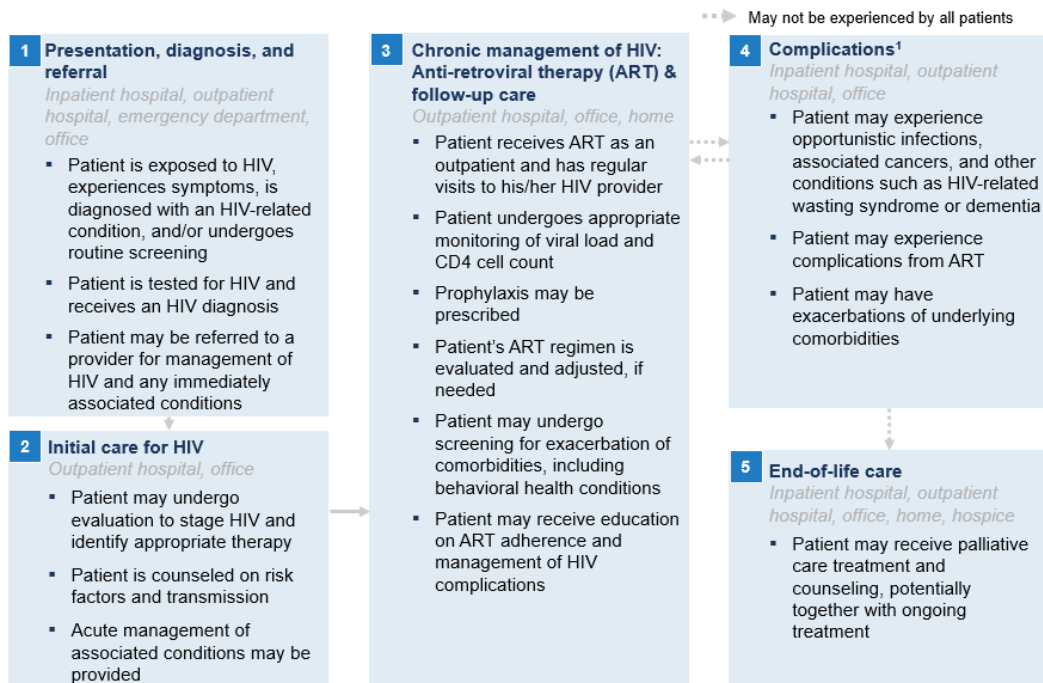 May not be experienced by all patients
1
Presentation, diagnosis, and
referral
Inpatient hospital, outpatient
hospital, emergency department,
office
▪ Patient is exposed to HIV,
experiences symptoms, is
diagnosed with an HIV-related
condition, and/or undergoes
routine screening
▪ Patient is tested for HIV and
receives an HIV diagnosis
▪ Patient may be referred to a
provider for management of
HIV and any immediately
associated conditions
2
Initial care for HIV
Outpatient hospital, office
▪ Patient may undergo
evaluation to stage HIV and
identify appropriate therapy
▪ Patient is counseled on risk
factors and transmission
▪ Acute management of
associated conditions may be
provided
3
Chronic management of HIV:
Anti-retroviral therapy (ART) &
follow-up care
Outpatient hospital, office, home
▪ Patient receives ART as an
outpatient and has regular
visits to his/her HIV provider
▪ Patient undergoes appropriate
monitoring of viral load and
CD4 cell count
▪ Prophylaxis may be
prescribed
▪ Patient's ART regimen is
evaluated and adjusted, if
needed
▪ Patient may undergo
screening for exacerbation of
comorbidities, including
behavioral health conditions
▪ Patient may receive education
on ART adherence and
management of HIV
complications
4
Complications¹
Inpatient hospital, outpatient
hospital, office
▪ Patient may experience
opportunistic infections,
associated cancers, and other
conditions such as HIV-related
wasting syndrome or dementia
▪ Patient may experience
complications from ART
▪ Patient may have
exacerbations of underlying
comorbidities
5
End-of-life care
Inpatient hospital, outpatient
hospital, office, home, hospice
▪ Patient may receive palliative
care treatment and
counseling, potentially
together with ongoing
treatment